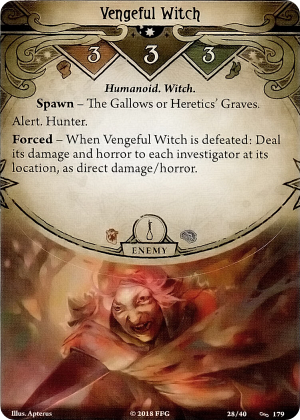 Vengeful Witch
3 3 3
Humanoid. Witch.
Spawn – The Gallows or Heretics' Graves.
Alert. Hunter.
Forced – When Vengeful Witch is defeated: Deal
its damage and horror to each investigator at its
location, as direct damage/horror.
ENEMY
Illus. Apterus © 2018 FFG 28/40 179